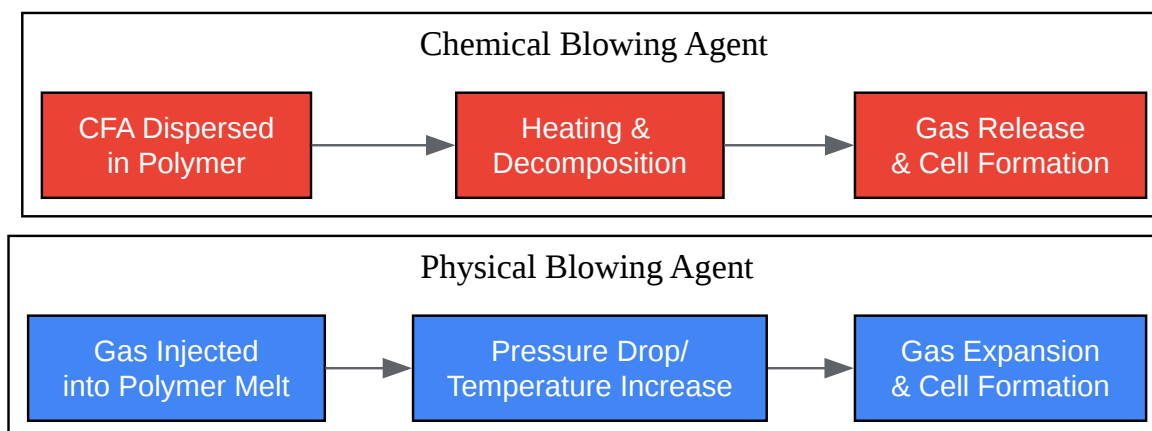 Chemical Blowing Agent
CFA Dispersed
in Polymer
Heating &
Decomposition
Gas Release
& Cell Formation
Physical Blowing Agent
Gas Injected
into Polymer Melt
Pressure Drop/
Temperature Increase
Gas Expansion
& Cell Formation